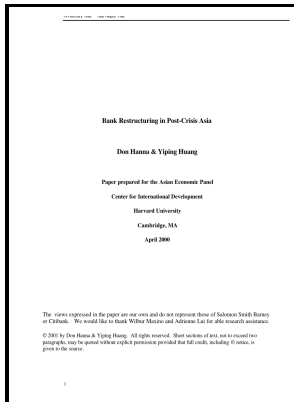 Bank Restructuring in Post-Crisis Asia
Don Hanna & Yiping Huang
Paper prepared for the Asian Economic Panel
Center for International Development
Harvard University
Cambridge, MA
April 2000
The views expressed in the paper are our own and do not represent those of Salomon Smith Barney
or Citibank. We would like to thank Wilbur Maxino and Adrienne Lui for able research assistance.
© 2001 by Don Hanna & Yiping Huang. All rights reserved. Short sections of text, not to exceed two
paragraphs, may be quoted without explicit permission provided that full credit, including © notice, is
given to the source.
1